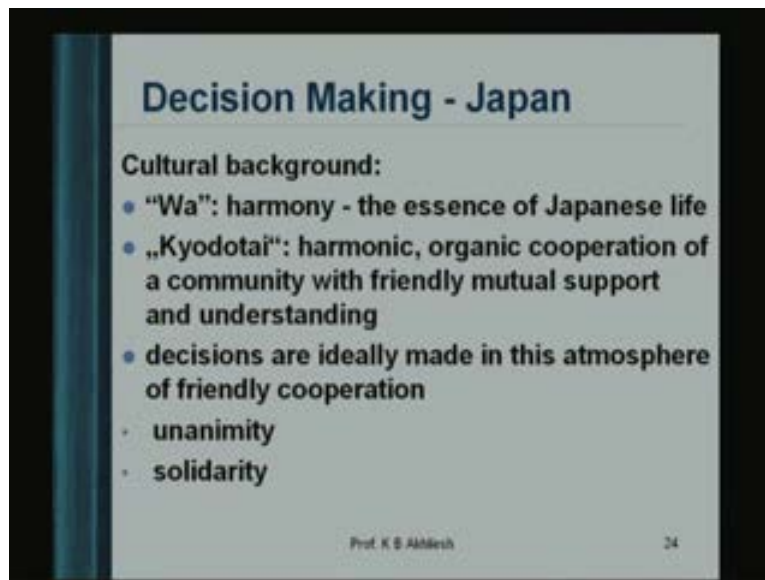 Decision Making - Japan
Cultural background:
• “Wa”: harmony - the essence of Japanese life
• „Kyodotai“: harmonic, organic cooperation of
a community with friendly mutual support
and understanding
• decisions are ideally made in this atmosphere
of friendly cooperation
· unanimity
· solidarity
Prof. K B Akhilesh 24